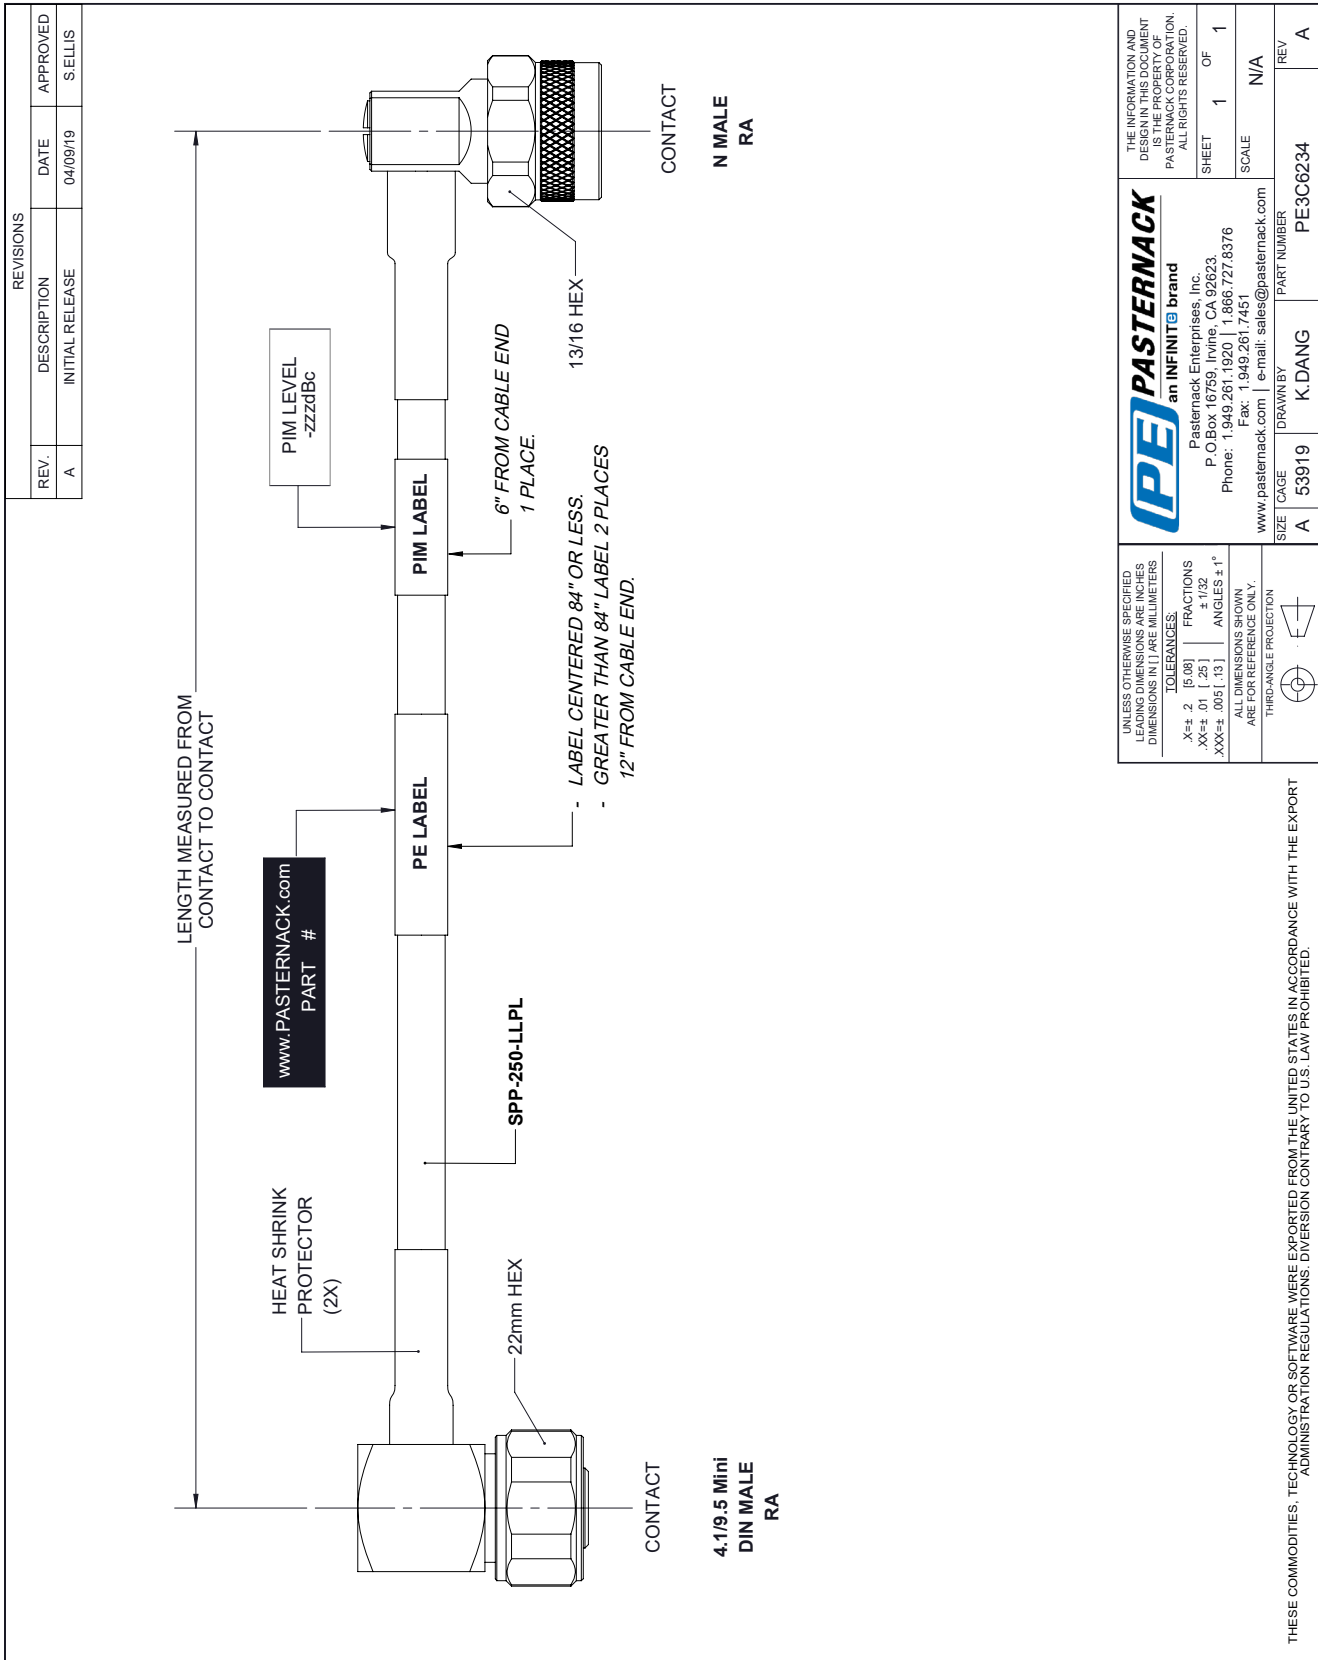 REVISIONS
REV. DESCRIPTION DATE APPROVED
A INITIAL RELEASE 04/09/19 S.ELLIS
LENGTH MEASURED FROM
CONTACT TO CONTACT
www.PASTERNACK.com
PART #
PIM LEVEL
-zzzdBc
HEAT SHRINK
PROTECTOR
(2X)
PE LABEL
PIM LABEL
SPP-250-LLPL
22mm HEX
13/16 HEX
6" FROM CABLE END
1 PLACE.
- LABEL CENTERED 84" OR LESS.
- GREATER THAN 84" LABEL 2 PLACES
12" FROM CABLE END.
CONTACT
4.1/9.5 Mini
DIN MALE
RA
CONTACT
N MALE
RA
UNLESS OTHERWISE SPECIFIED
LEADING DIMENSIONS ARE INCHES
DIMENSIONS IN [ ] ARE MILLIMETERS
TOLERANCES:
.X=± .2 [5.08] FRACTIONS
.XX=± .01 [ .25 ] ± 1/32
.XXX=± .005 [ .13 ] ANGLES ± 1°
ALL DIMENSIONS SHOWN
ARE FOR REFERENCE ONLY.
THIRD-ANGLE PROJECTION
PE PASTERNACK
an INFINITe brand
Pasternack Enterprises, Inc.
P.O.Box 16759, Irvine, CA 92623.
Phone: 1.949.261.1920 | 1.866.727.8376
Fax: 1.949.261.7451
www.pasternack.com | e-mail: sales@pasternack.com
THE INFORMATION AND
DESIGN IN THIS DOCUMENT
IS THE PROPERTY OF
PASTERNACK CORPORATION.
ALL RIGHTS RESERVED.
SHEET 1 OF 1
SCALE N/A
SIZE A
CAGE 53919
DRAWN BY K.DANG
PART NUMBER PE3C6234
REV A
THESE COMMODITIES, TECHNOLOGY OR SOFTWARE WERE EXPORTED FROM THE UNITED STATES IN ACCORDANCE WITH THE EXPORT
ADMINISTRATION REGULATIONS. DIVERSION CONTRARY TO U.S. LAW PROHIBITED.